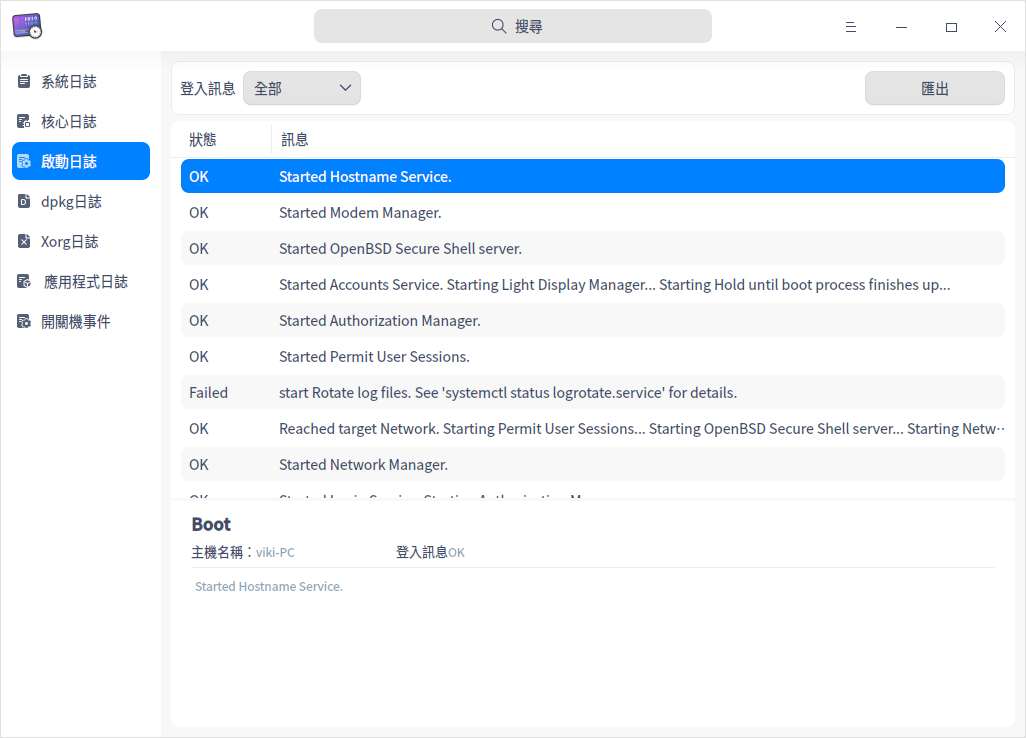 搜尋
系統日誌
核心日誌
啟動日誌
dpkg日誌
Xorg日誌
應用程式日誌
開關機事件
登入訊息 全部 匯出
狀態 訊息
OK Started Hostname Service.
OK Started Modem Manager.
OK Started OpenBSD Secure Shell server.
OK Started Accounts Service. Starting Light Display Manager... Starting Hold until boot process finishes up...
OK Started Authorization Manager.
OK Started Permit User Sessions.
Failed start Rotate log files. See 'systemctl status logrotate.service' for details.
OK Reached target Network. Starting Permit User Sessions... Starting OpenBSD Secure Shell server... Starting Netw···
OK Started Network Manager.
Boot
主機名稱：viki-PC 登入訊息OK
Started Hostname Service.